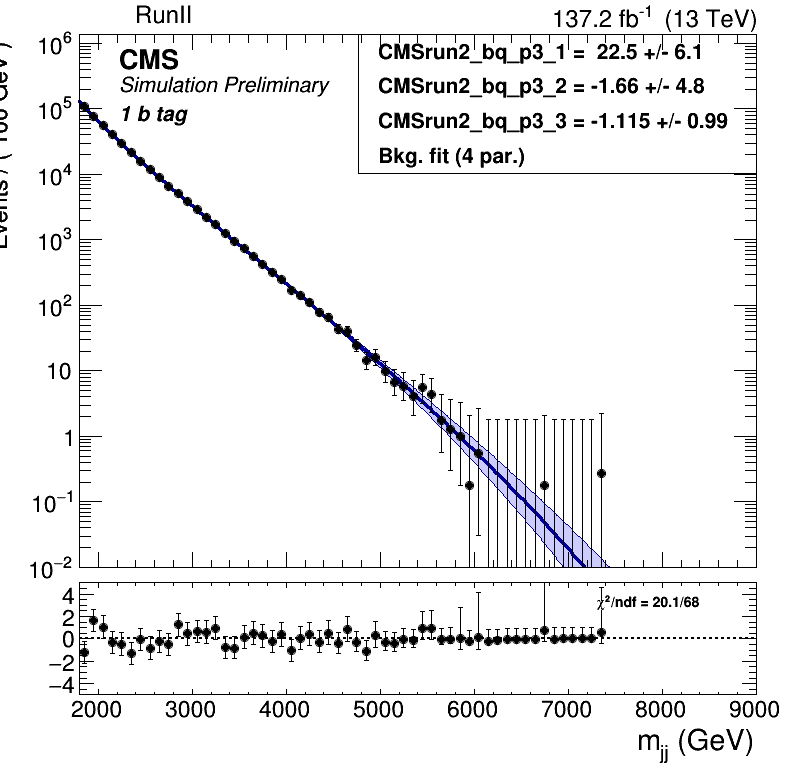 RunII 137.2 fb⁻¹ (13 TeV)
CMS
Simulation Preliminary
1 b tag
CMSrun2_bq_p3_1 = 22.5 +/- 6.1
CMSrun2_bq_p3_2 = -1.66 +/- 4.8
CMSrun2_bq_p3_3 = -1.115 +/- 0.99
Bkg. fit (4 par.)
Events / ( 100 GeV )
10⁶
10⁵
10⁴
10³
10²
10
1
10⁻¹
10⁻²
χ²/ndf = 20.1/68
4
2
0
−2
−4
2000 3000 4000 5000 6000 7000 8000 9000
m_jj (GeV)